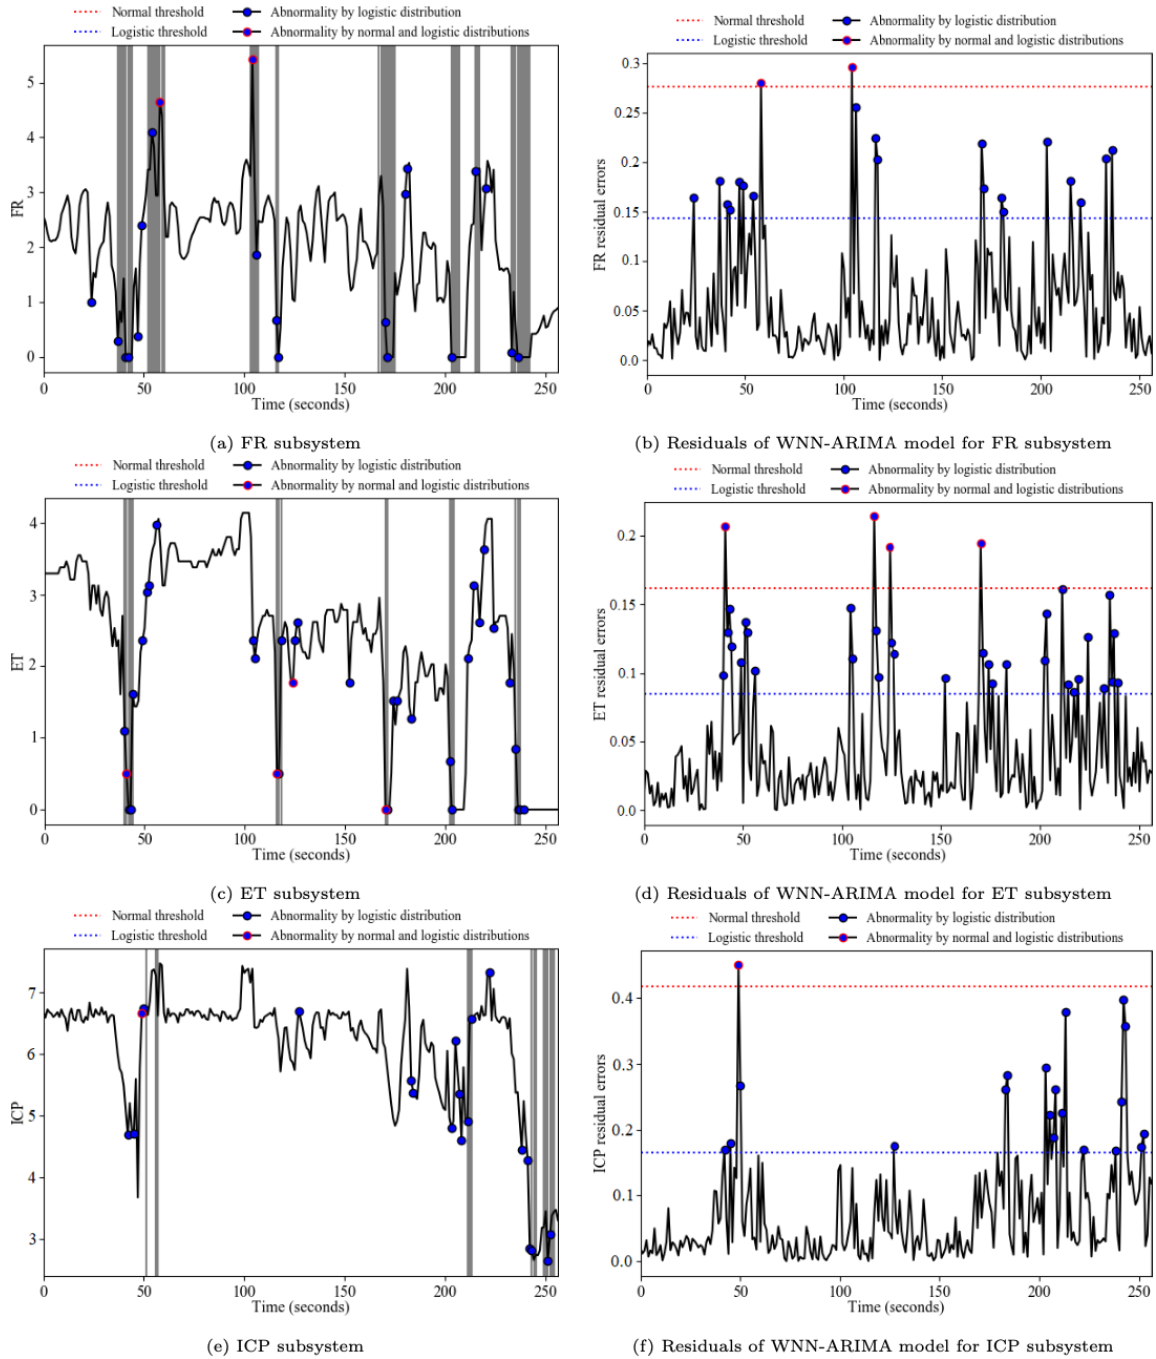 Normal threshold
Logistic threshold
Abnormality by logistic distribution
Abnormality by normal and logistic distributions
5
4
3
2
1
0
FR
0 50 100 150 200 250
Time (seconds)
(a) FR subsystem
Normal threshold
Logistic threshold
Abnormality by logistic distribution
Abnormality by normal and logistic distributions
0.3
0.25
0.2
0.15
0.1
0.05
0.0
FR residual errors
0 50 100 150 200 250
Time (seconds)
(b) Residuals of WNN-ARIMA model for FR subsystem
Normal threshold
Logistic threshold
Abnormality by logistic distribution
Abnormality by normal and logistic distributions
4
3
2
1
0
ET
0 50 100 150 200 250
Time (seconds)
(c) ET subsystem
Normal threshold
Logistic threshold
Abnormality by logistic distribution
Abnormality by normal and logistic distributions
0.2
0.15
0.1
0.05
0.0
ET residual errors
0 50 100 150 200 250
Time (seconds)
(d) Residuals of WNN-ARIMA model for ET subsystem
Normal threshold
Logistic threshold
Abnormality by logistic distribution
Abnormality by normal and logistic distributions
7
6
5
4
3
ICP
0 50 100 150 200 250
Time (seconds)
(e) ICP subsystem
Normal threshold
Logistic threshold
Abnormality by logistic distribution
Abnormality by normal and logistic distributions
0.4
0.3
0.2
0.1
0.0
ICP residual errors
0 50 100 150 200 250
Time (seconds)
(f) Residuals of WNN-ARIMA model for ICP subsystem